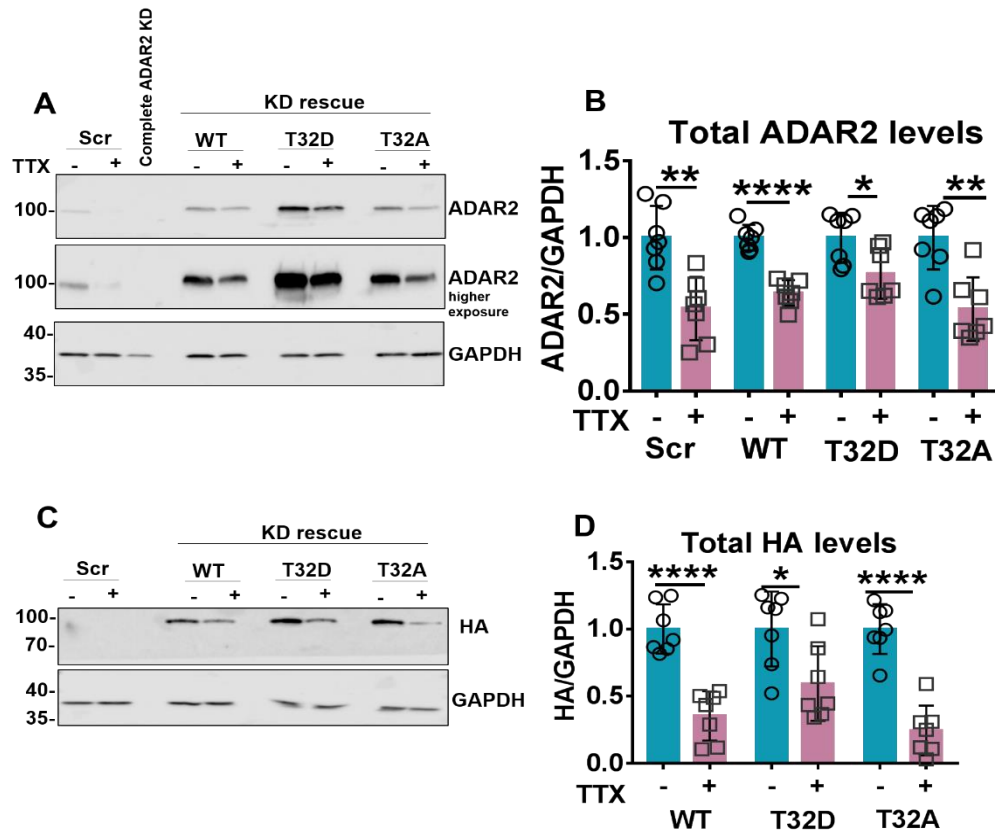 A
Complete ADAR2 KD
KD rescue
Scr
WT
T32D
T32A
TTX
- + - + - + - +
100-
ADAR2
100-
ADAR2
higher
exposure
40-
GAPDH
35-
B
Total ADAR2 levels
ADAR2/GAPDH
1.5
1.0
0.5
0.0
** **** * **
TTX
- + - + - + - +
Scr WT T32D T32A
C
KD rescue
Scr
WT
T32D
T32A
- + - + - + - +
100-
HA
70-
40-
GAPDH
35-
D
Total HA levels
HA/GAPDH
1.5
1.0
0.5
0.0
**** * ****
- + - + - +
TTX
WT T32D T32A